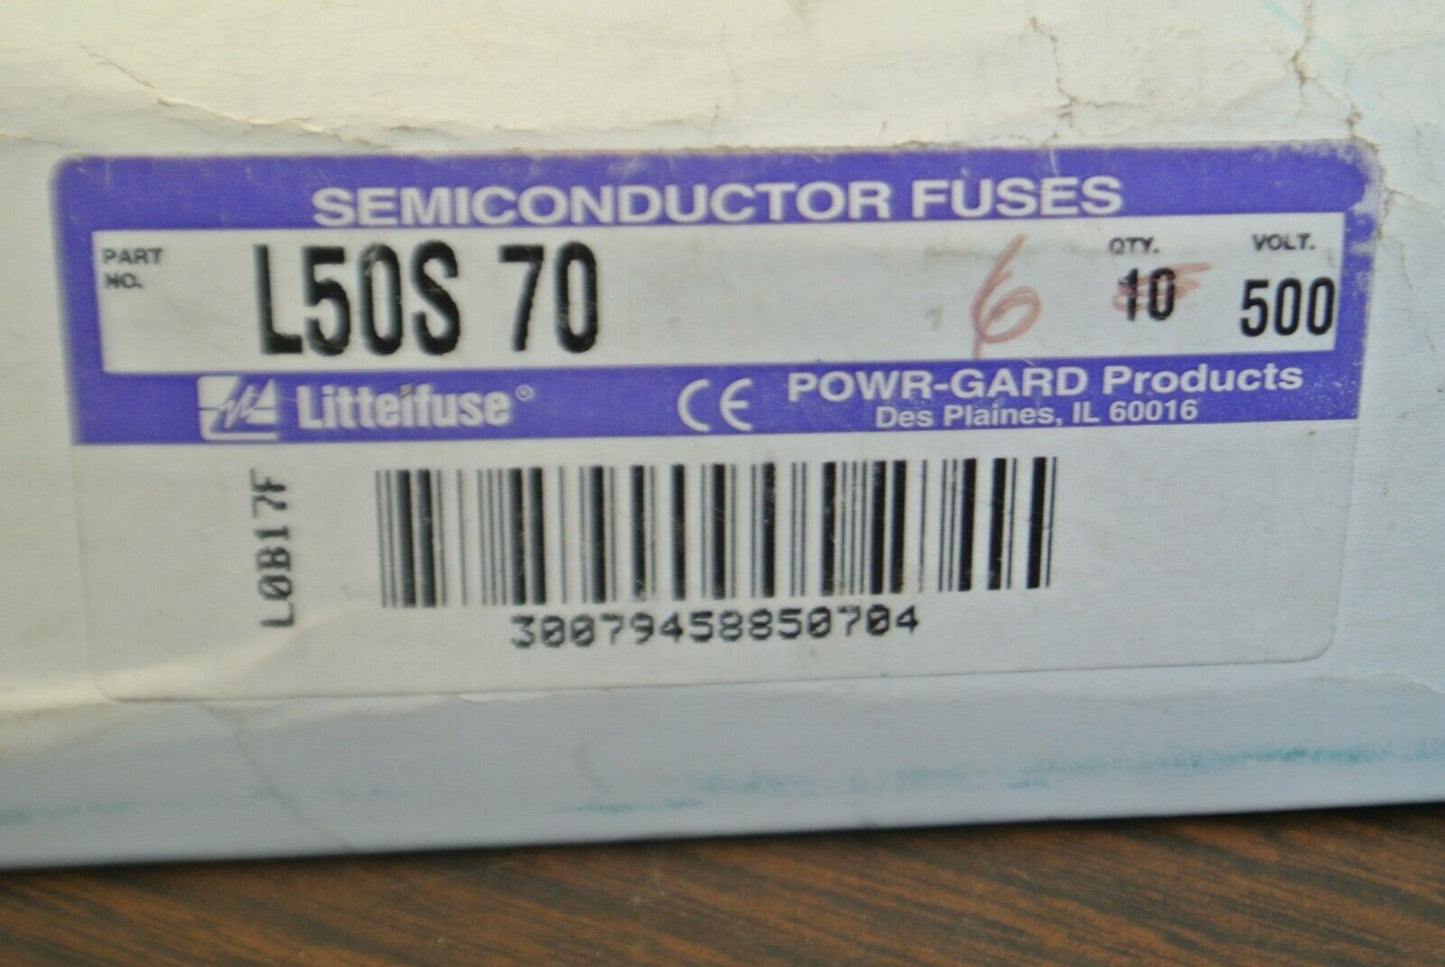 SEMICONDUCTOR FUSES
PART NO.
L50S 70
6
QTY.
10
VOLT.
500
Littelfuse®
CE
POWR-GARD Products
Des Plaines, IL 60016
L0B17F
30079458850704